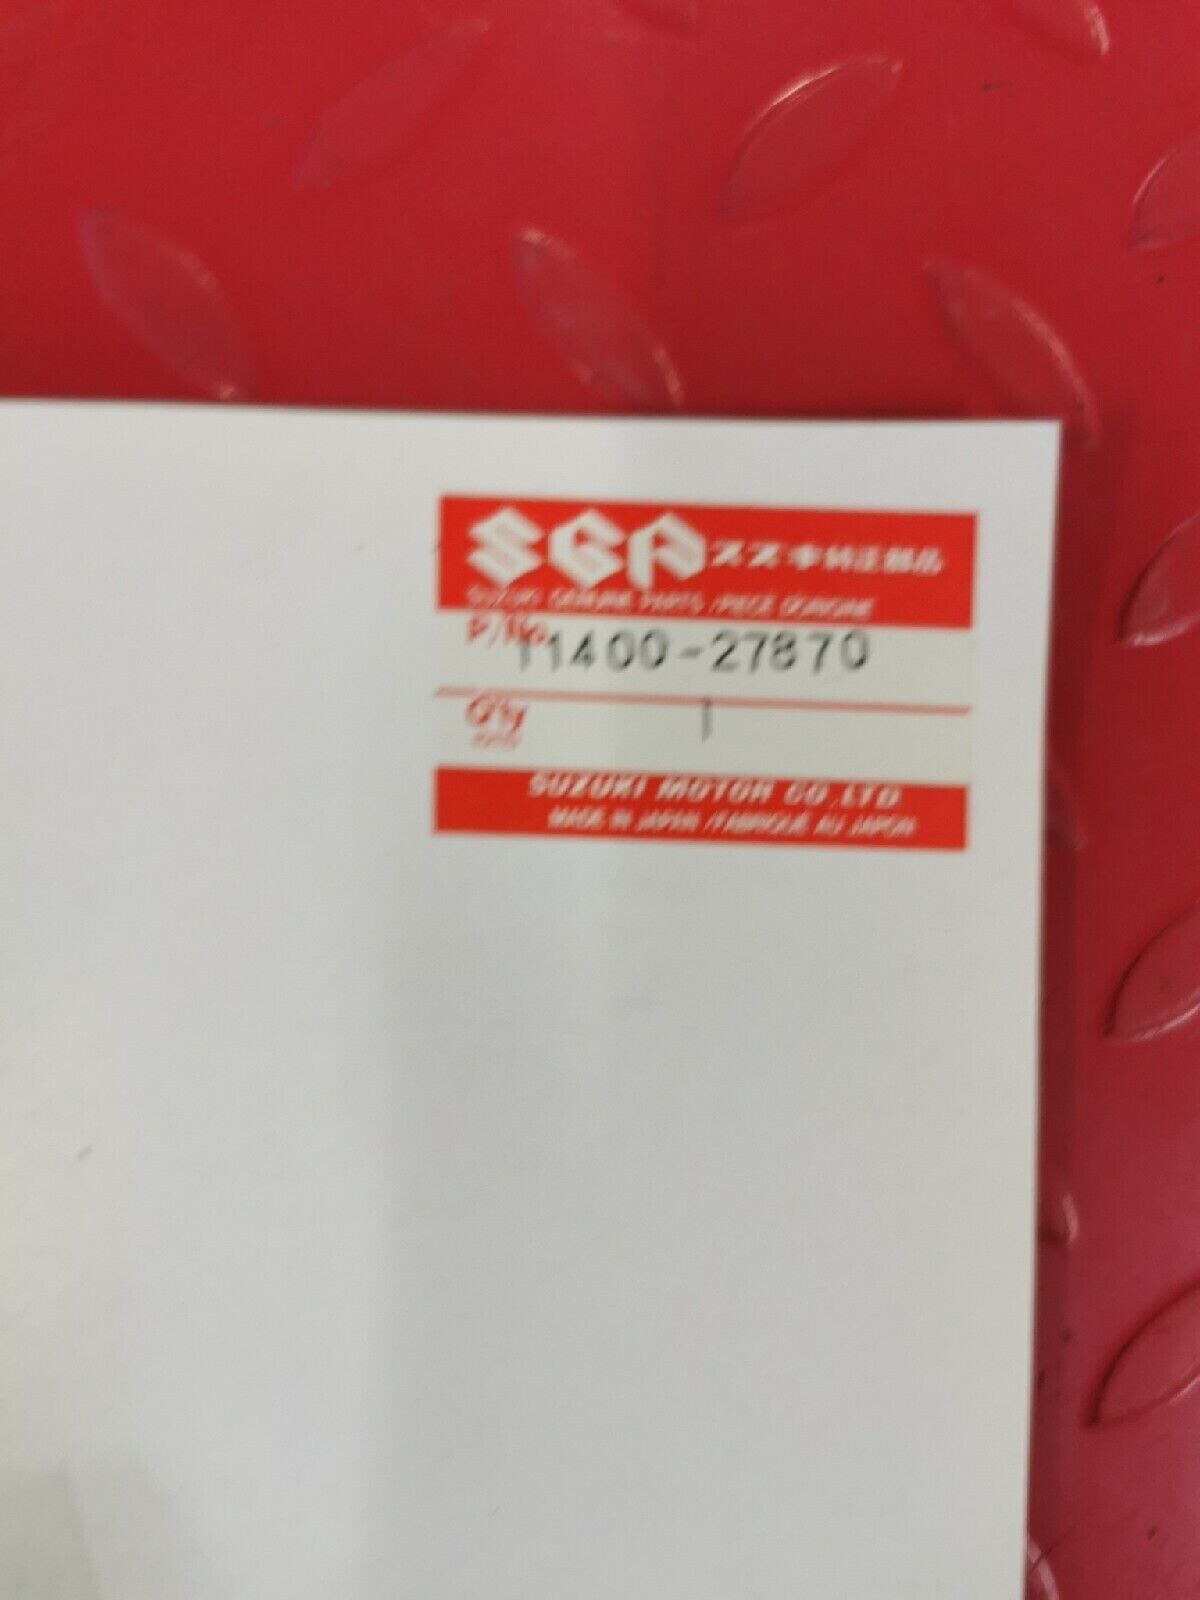 SGP スズキ純正部品
SUZUKI GENUINE PARTS /PIECE D'ORIGINE
P/No. 11400-27870
Q'ty 1
SUZUKI MOTOR CO.,LTD.
MADE IN JAPAN /FABRIQUÉ AU JAPON